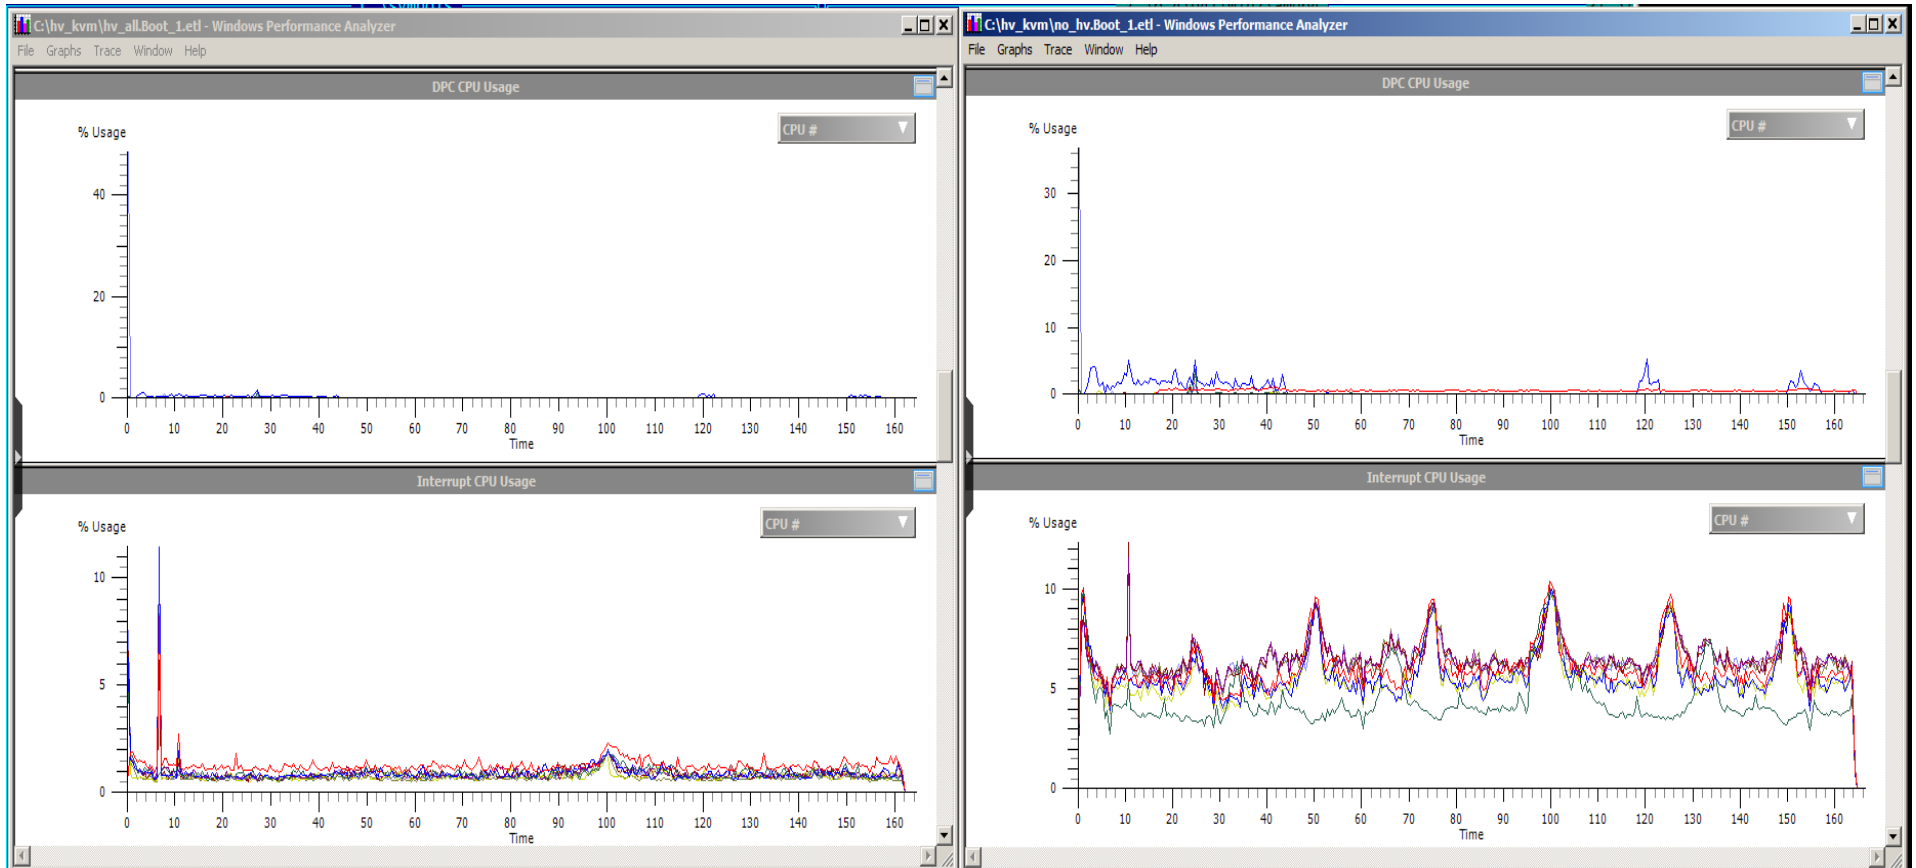 C:\hv_kvm\hv_all.Boot_1.etl - Windows Performance Analyzer
File Graphs Trace Window Help
DPC CPU Usage
% Usage
CPU #
40
20
0
0 10 20 30 40 50 60 70 80 90 100 110 120 130 140 150 160
Time
Interrupt CPU Usage
% Usage
CPU #
10
5
0
0 10 20 30 40 50 60 70 80 90 100 110 120 130 140 150 160
Time
C:\hv_kvm\no_hv.Boot_1.etl - Windows Performance Analyzer
File Graphs Trace Window Help
DPC CPU Usage
% Usage
CPU #
30
20
10
0
0 10 20 30 40 50 60 70 80 90 100 110 120 130 140 150 160
Time
Interrupt CPU Usage
% Usage
CPU #
10
5
0
0 10 20 30 40 50 60 70 80 90 100 110 120 130 140 150 160
Time